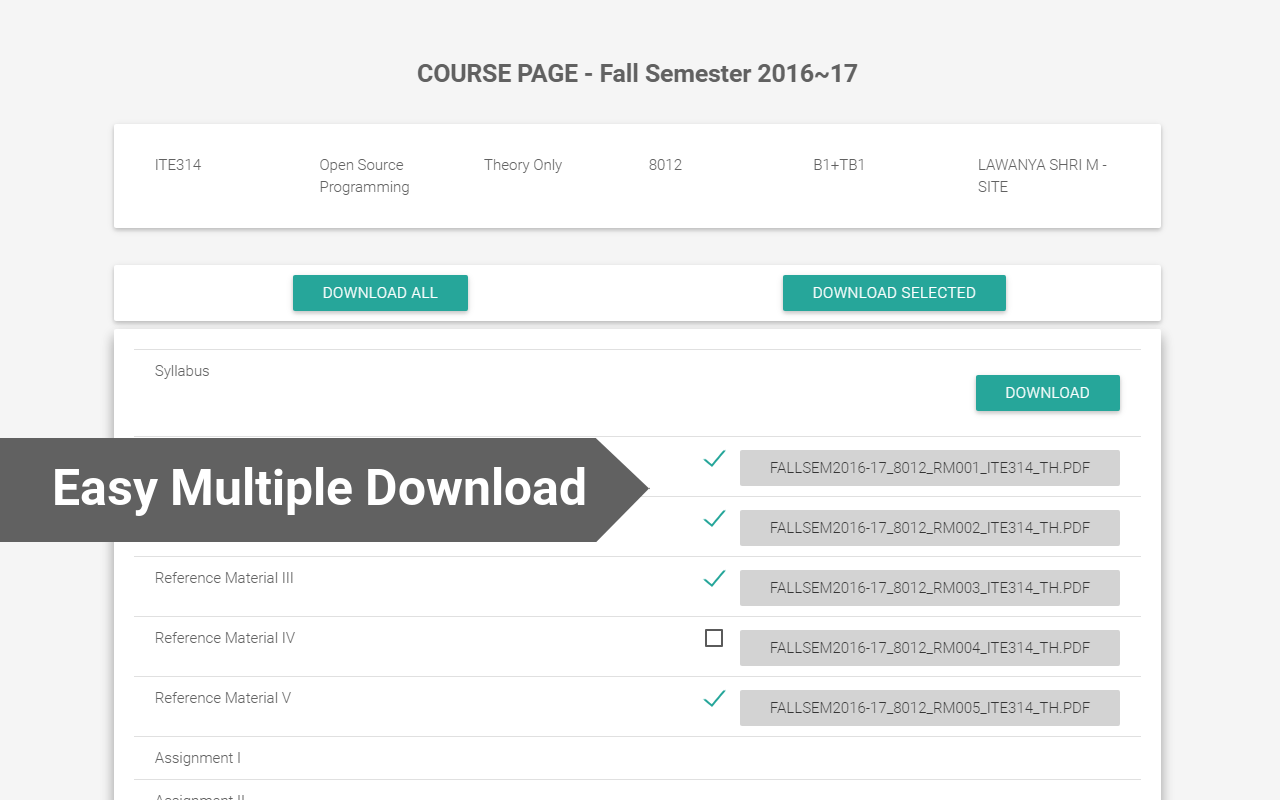 COURSE PAGE - Fall Semester 2016~17
ITE314 Open Source Programming Theory Only 8012 B1+TB1 LAWANYA SHRI M - SITE
DOWNLOAD ALL DOWNLOAD SELECTED
Syllabus
DOWNLOAD
Easy Multiple Download
FALLSEM2016-17_8012_RM001_ITE314_TH.PDF
FALLSEM2016-17_8012_RM002_ITE314_TH.PDF
Reference Material III FALLSEM2016-17_8012_RM003_ITE314_TH.PDF
Reference Material IV FALLSEM2016-17_8012_RM004_ITE314_TH.PDF
Reference Material V FALLSEM2016-17_8012_RM005_ITE314_TH.PDF
Assignment I
Assignment II